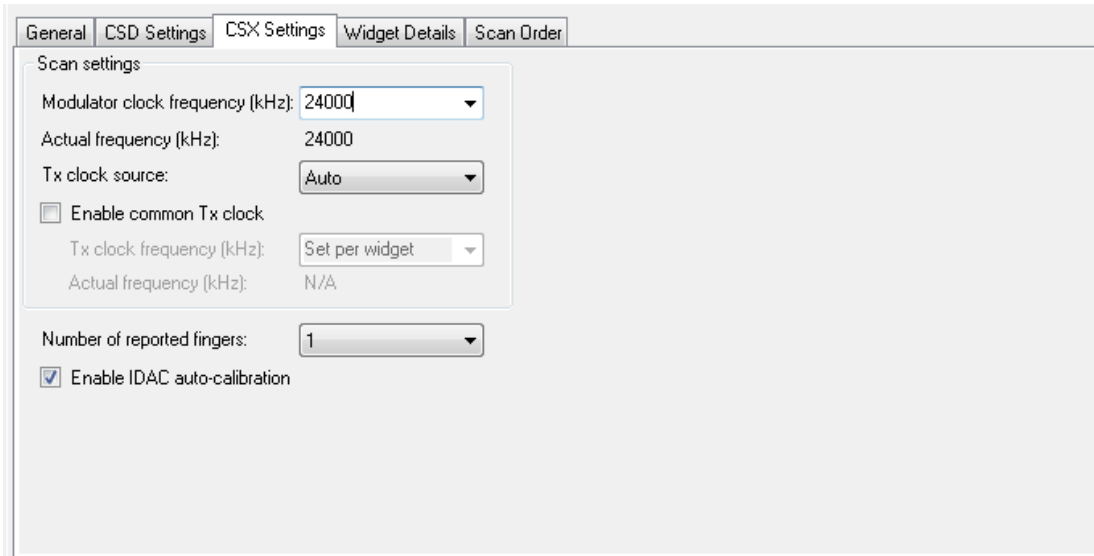 General CSD Settings CSX Settings Widget Details Scan Order
Scan settings
Modulator clock frequency (kHz): 24000
Actual frequency (kHz): 24000
Tx clock source: Auto
Enable common Tx clock
Tx clock frequency (kHz): Set per widget
Actual frequency (kHz): N/A
Number of reported fingers: 1
Enable IDAC auto-calibration